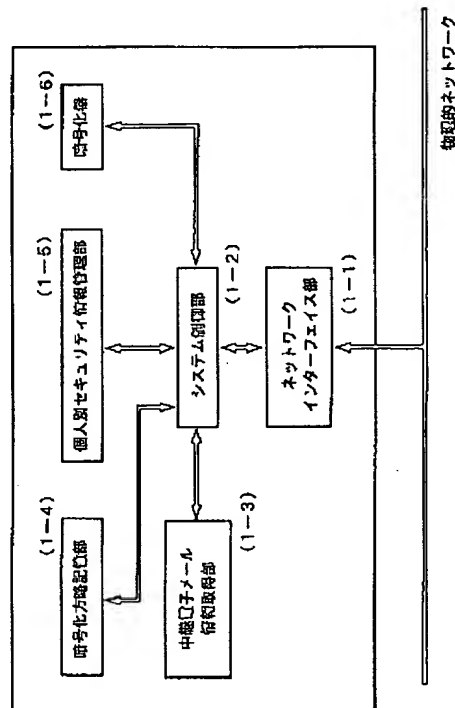 (1-6)
暗号化部
(1-5)
個人別セキュリティ情報管理部
(1-4)
暗号化方略記憶部
(1-2)
システム制御部
(1-3)
中継電子メール
情報取得部
(1-1)
ネットワーク
インターフェイス部
物理的ネットワーク